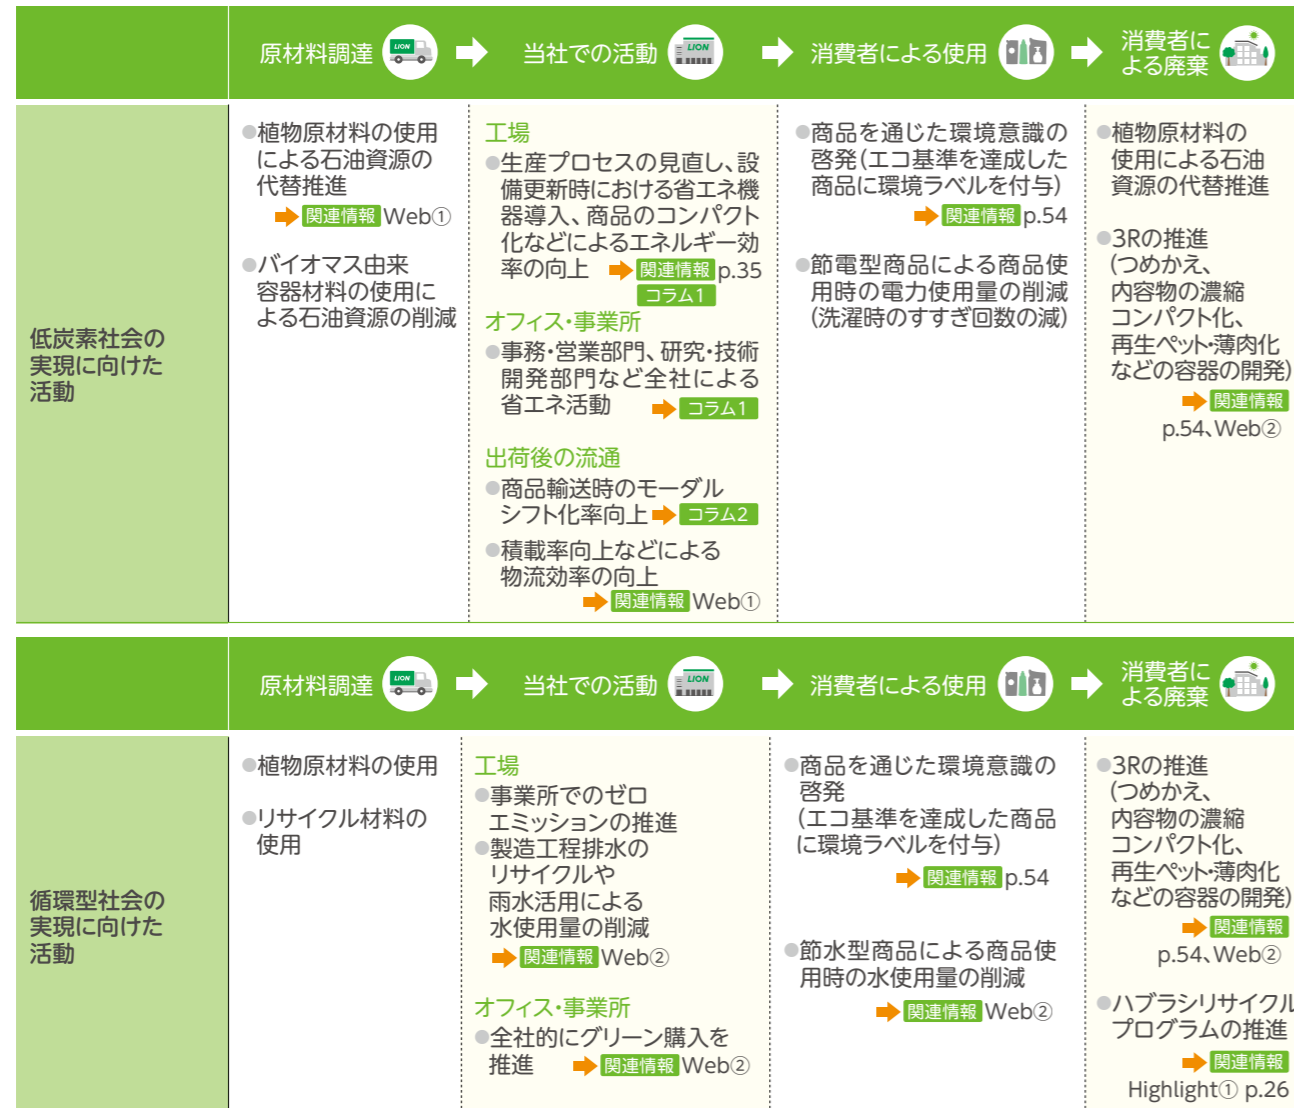 原材料調達
LION
当社での活動
LION
消費者による使用
消費者に
よる廃棄
低炭素社会の
実現に向けた
活動
●植物原材料の使用
による石油資源の
代替推進
関連情報 Web①
●バイオマス由来
容器材料の使用に
よる石油資源の削減
工場
●生産プロセスの見直し、設
備更新時における省エネ機
器導入、商品のコンパクト
化などによるエネルギー効
率の向上 関連情報 p.35
コラム1
オフィス・事業所
●事務・営業部門、研究・技術
開発部門など全社による
省エネ活動 コラム1
出荷後の流通
●商品輸送時のモーダル
シフト化率向上 コラム2
●積載率向上などによる
物流効率の向上
関連情報 Web①
●商品を通じた環境意識の
啓発(エコ基準を達成した
商品に環境ラベルを付与)
関連情報 p.54
●節電型商品による商品使
用時の電力使用量の削減
(洗濯時のすすぎ回数の減)
●植物原材料の
使用による石油
資源の代替推進
●3Rの推進
(つめかえ、
内容物の濃縮
コンパクト化、
再生ペット・薄肉化
などの容器の開発)
関連情報
p.54、Web②
原材料調達
LION
当社での活動
LION
消費者による使用
消費者に
よる廃棄
循環型社会の
実現に向けた
活動
●植物原材料の使用
●リサイクル材料の
使用
工場
●事業所でのゼロ
エミッションの推進
●製造工程排水の
リサイクルや
雨水活用による
水使用量の削減
関連情報 Web②
オフィス・事業所
●全社的にグリーン購入を
推進 関連情報 Web②
●商品を通じた環境意識の
啓発
(エコ基準を達成した商品
に環境ラベルを付与)
関連情報 p.54
●節水型商品による商品使
用時の水使用量の削減
関連情報 Web②
●3Rの推進
(つめかえ、
内容物の濃縮
コンパクト化、
再生ペット・薄肉化
などの容器の開発)
関連情報
p.54、Web②
●ハブラシリサイクル
プログラムの推進
関連情報
Highlight① p.26